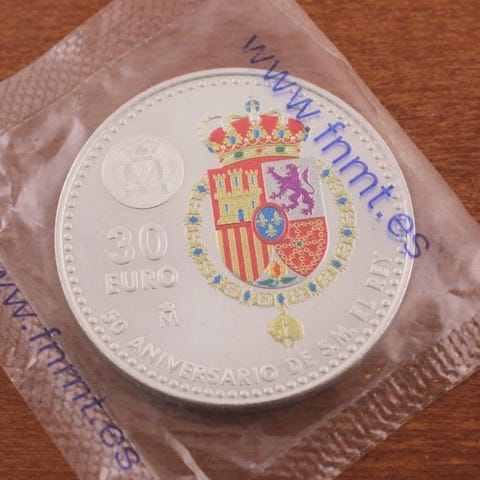 www.fnmt.es
30
EURO
M
50 ANIVERSARIO DE S.M. EL REY
www.fnmt.es